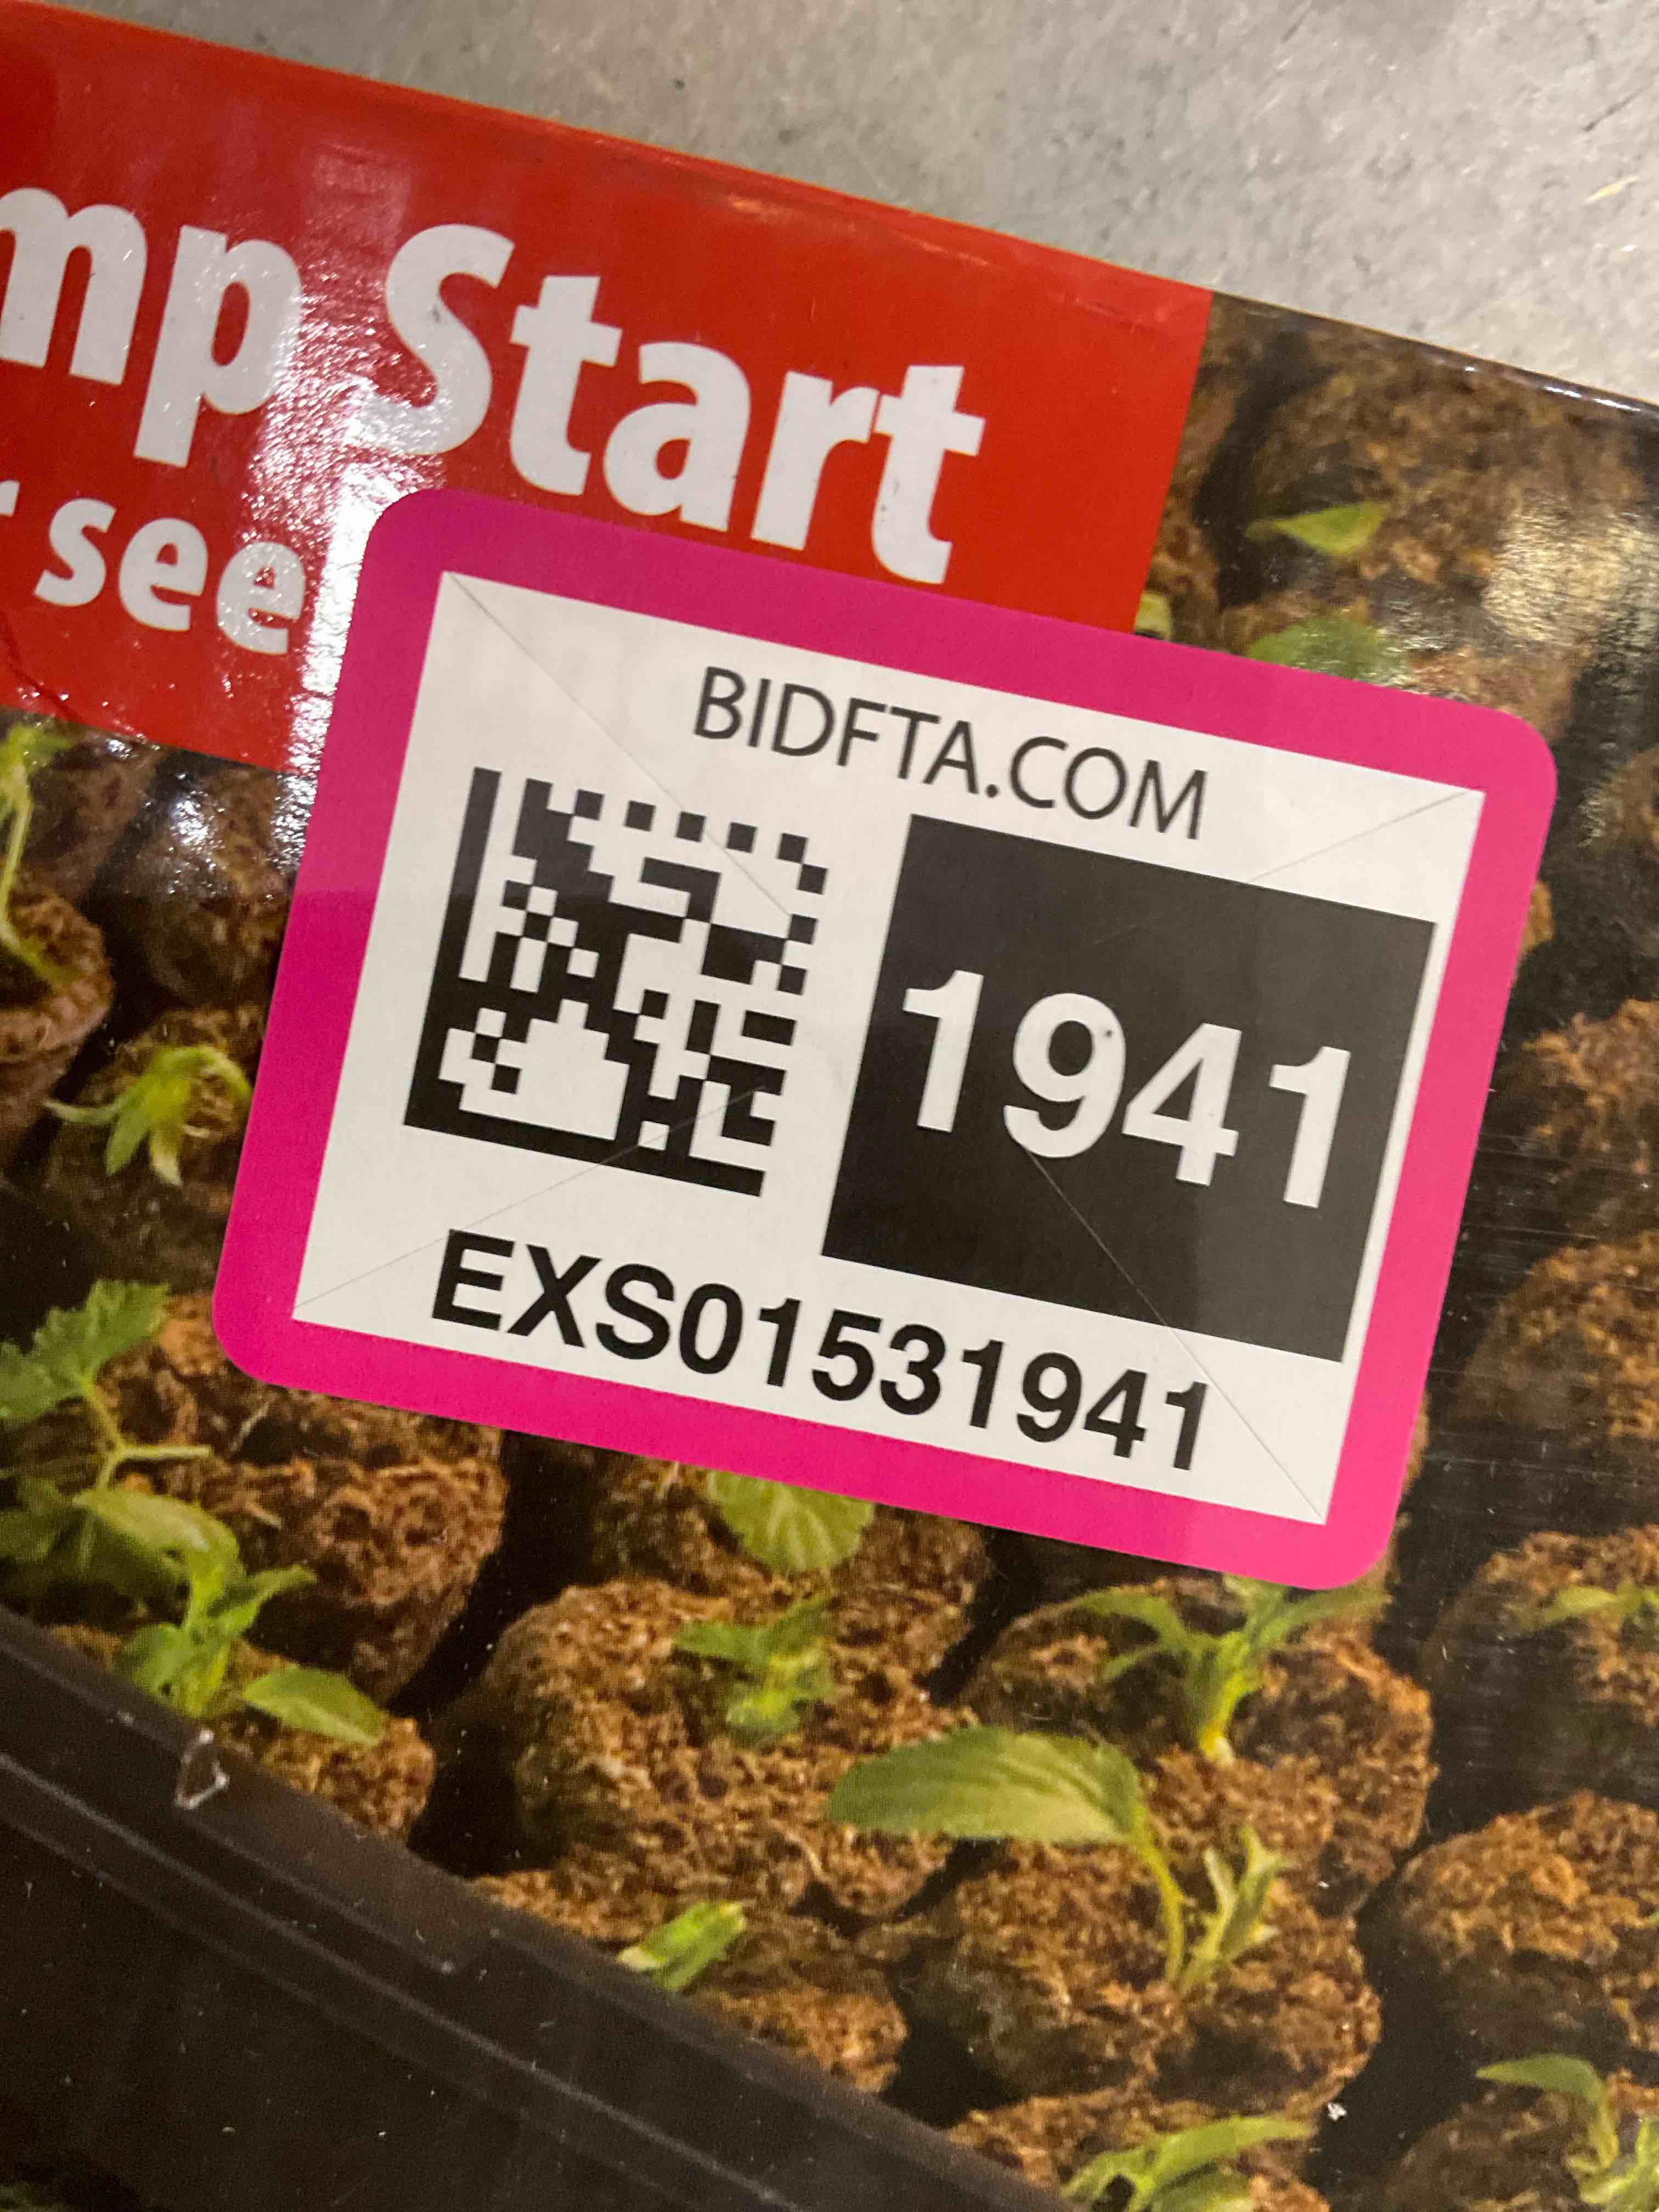 mp Start
r see
BIDFTA.COM
1941
EXS01531941